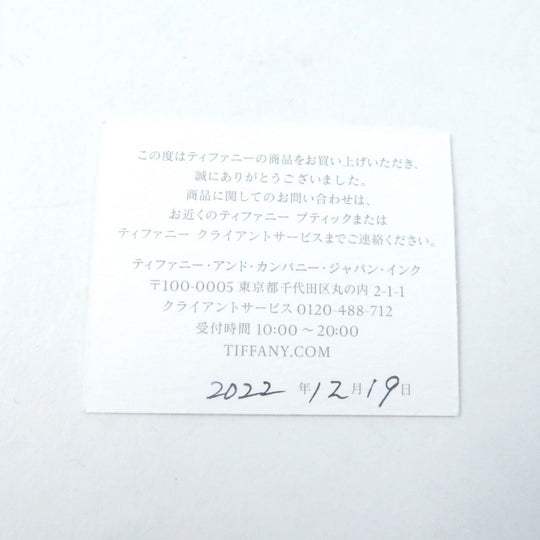 この度はティファニーの商品をお買い上げいただき、
誠にありがとうございました。
商品に関してのお問い合わせは、
お近くのティファニー ブティックまたは
ティファニー クライアントサービスまでご連絡ください。
ティファニー・アンド・カンパニー・ジャパン・インク
〒100-0005 東京都千代田区丸の内 2-1-1
クライアントサービス 0120-488-712
受付時間 10:00～20:00
TIFFANY.COM
2022 年 12 月 19 日